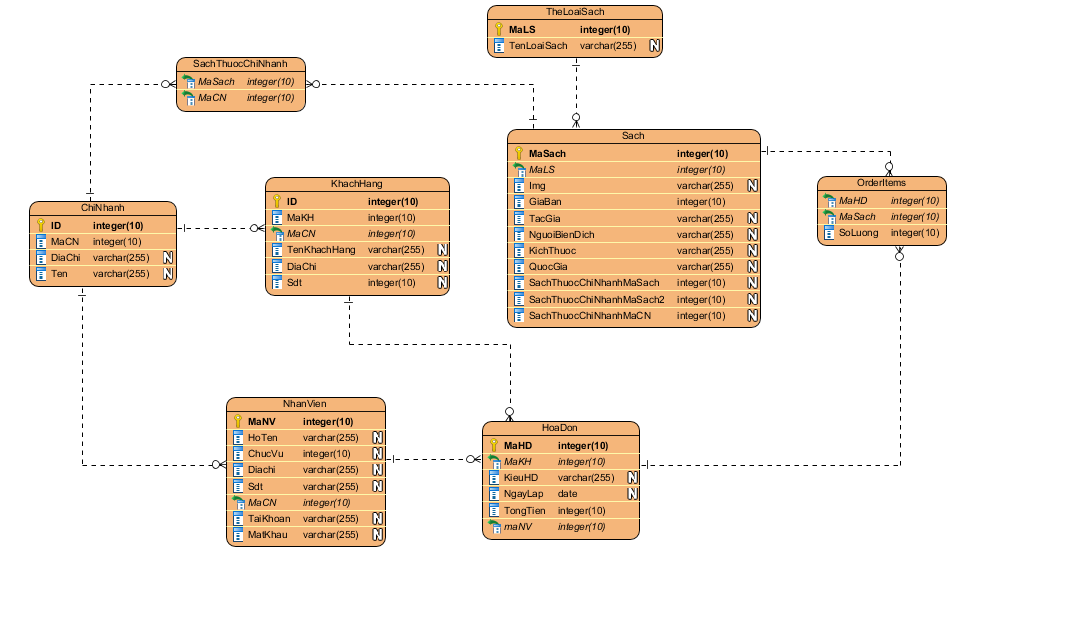 TheLoaiSach
MaLS integer(10)
TenLoaiSach varchar(255) N
SachThuocChiNhanh
MaSach integer(10)
MaCN integer(10)
Sach
MaSach integer(10)
MaLS integer(10)
Img varchar(255) N
GiaBan integer(10)
TacGia varchar(255) N
NguoiBienDich varchar(255) N
KichThuoc varchar(255) N
QuocGia varchar(255) N
SachThuocChiNhanhMaSach integer(10) N
SachThuocChiNhanhMaSach2 integer(10) N
SachThuocChiNhanhMaCN integer(10) N
OrderItems
MaHD integer(10)
MaSach integer(10)
SoLuong integer(10)
KhachHang
ID integer(10)
MaKH integer(10)
MaCN integer(10)
TenKhachHang varchar(255) N
DiaChi varchar(255) N
Sdt integer(10) N
ChiNhanh
ID integer(10)
MaCN integer(10)
DiaChi varchar(255) N
Ten varchar(255) N
NhanVien
MaNV integer(10)
HoTen varchar(255) N
ChucVu integer(10) N
Diachi varchar(255) N
Sdt varchar(255) N
MaCN integer(10)
TaiKhoan varchar(255) N
MatKhau varchar(255) N
HoaDon
MaHD integer(10)
MaKH integer(10)
KieuHD varchar(255) N
NgayLap date N
TongTien integer(10)
maNV integer(10)